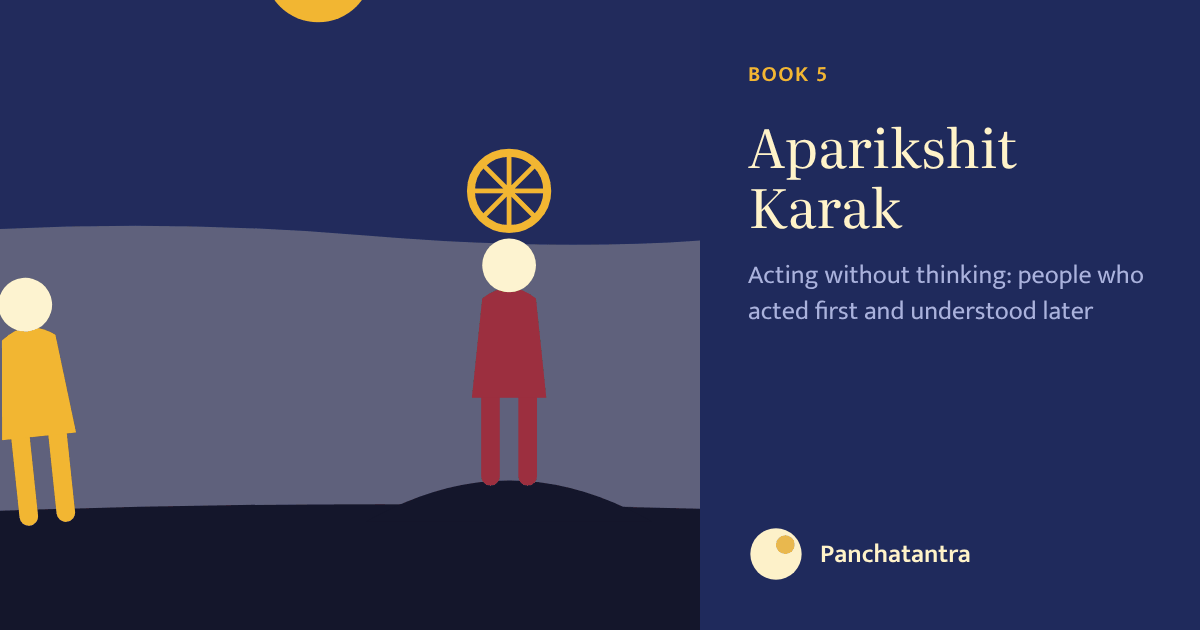 BOOK 5
Aparikshit
Karak
Acting without thinking: people who
acted first and understood later
Panchatantra